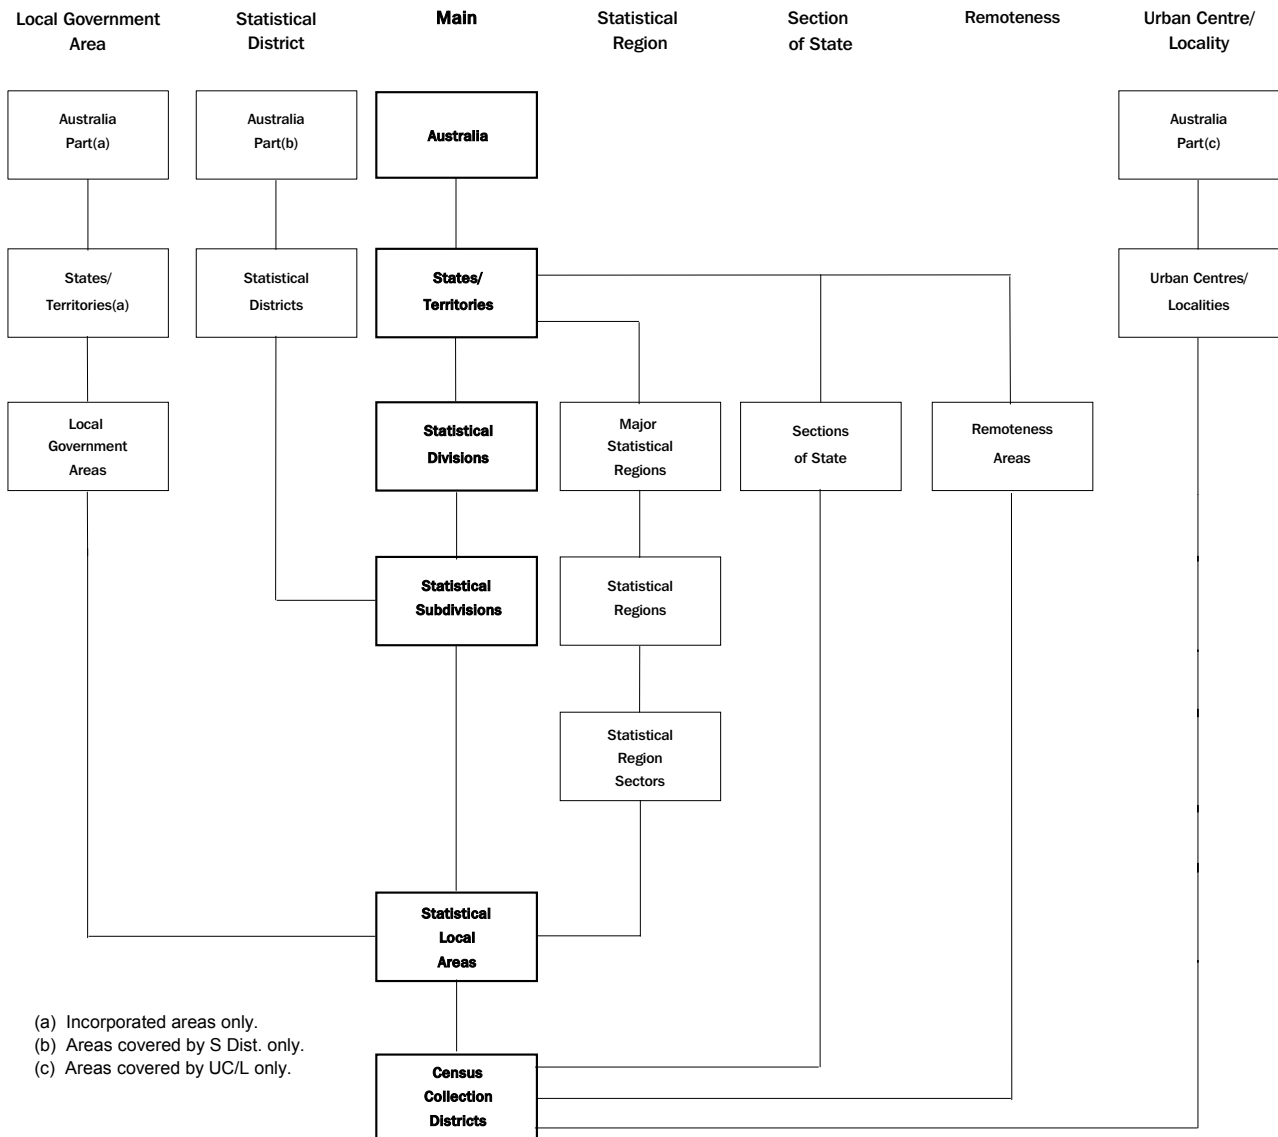 Local Government
Area
Statistical
District
Main
Statistical
Region
Section
of State
Remoteness
Urban Centre/
Locality
Australia
Part(a)
Australia
Part(b)
Australia
Australia
Part(c)
States/
Territories(a)
Statistical
Districts
States/
Territories
Urban Centres/
Localities
Local
Government
Areas
Statistical
Divisions
Major
Statistical
Regions
Sections
of State
Remoteness
Areas
Statistical
Subdivisions
Statistical
Regions
Statistical
Region
Sectors
Statistical
Local
Areas
(a) Incorporated areas only.
(b) Areas covered by S Dist. only.
(c) Areas covered by UC/L only.
Census
Collection
Districts